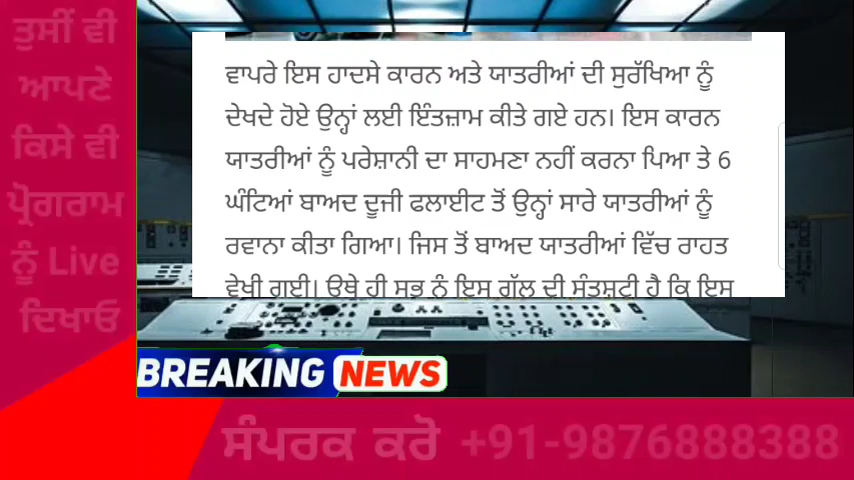 ਤੁਸੀਂ ਵੀ
ਆਪਣੇ
ਕਿਸੇ ਵੀ
ਪ੍ਰੋਗਰਾਮ
ਨੂੰ Live
ਦਿਖਾਓ
ਵਾਪਰੇ ਇਸ ਹਾਦਸੇ ਕਾਰਨ ਅਤੇ ਯਾਤਰੀਆਂ ਦੀ ਸੁਰੱਖਿਆ ਨੂੰ
ਦੇਖਦੇ ਹੋਏ ਉਨ੍ਹਾਂ ਲਈ ਇੰਤਜ਼ਾਮ ਕੀਤੇ ਗਏ ਹਨ। ਇਸ ਕਾਰਨ
ਯਾਤਰੀਆਂ ਨੂੰ ਪਰੇਸ਼ਾਨੀ ਦਾ ਸਾਹਮਣਾ ਨਹੀਂ ਕਰਨਾ ਪਿਆ ਤੇ 6
ਘੰਟਿਆਂ ਬਾਅਦ ਦੂਜੀ ਫਲਾਈਟ ਤੋਂ ਉਨ੍ਹਾਂ ਸਾਰੇ ਯਾਤਰੀਆਂ ਨੂੰ
ਰਵਾਨਾ ਕੀਤਾ ਗਿਆ। ਜਿਸ ਤੋਂ ਬਾਅਦ ਯਾਤਰੀਆਂ ਵਿੱਚ ਰਾਹਤ
ਵੇਖੀ ਗਈ। ਉਥੇ ਹੀ ਸਭ ਨੂੰ ਇਸ ਗੱਲ ਦੀ ਸੰਤੁਸ਼ਟੀ ਹੈ ਕਿ ਇਸ
BREAKING NEWS
ਸੰਪਰਕ ਕਰੋ +91-9876888388